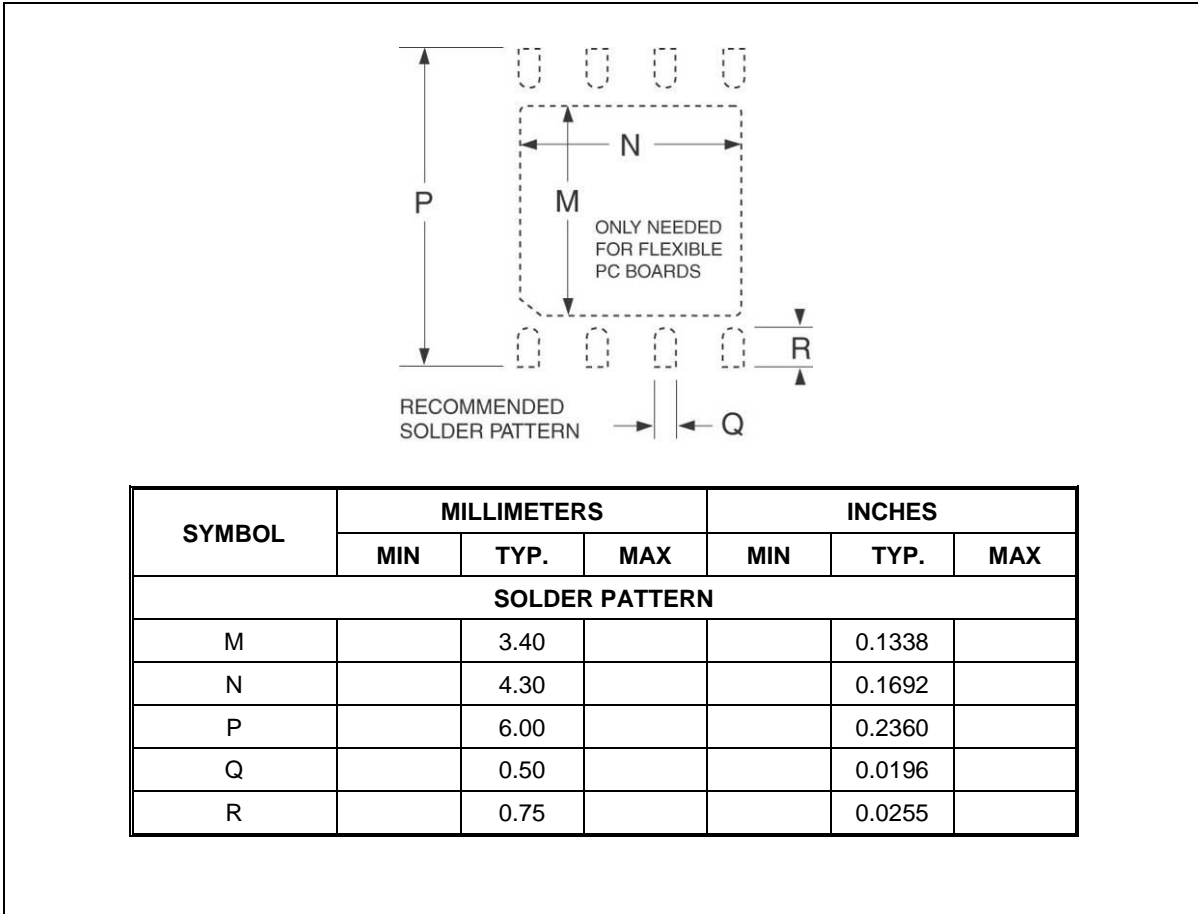 N
P
M
ONLY NEEDED
FOR FLEXIBLE
PC BOARDS
R
RECOMMENDED
SOLDER PATTERN
Q
SYMBOL MILLIMETERS INCHES
MIN TYP. MAX MIN TYP. MAX
SOLDER PATTERN
M 3.40 0.1338
N 4.30 0.1692
P 6.00 0.2360
Q 0.50 0.0196
R 0.75 0.0255